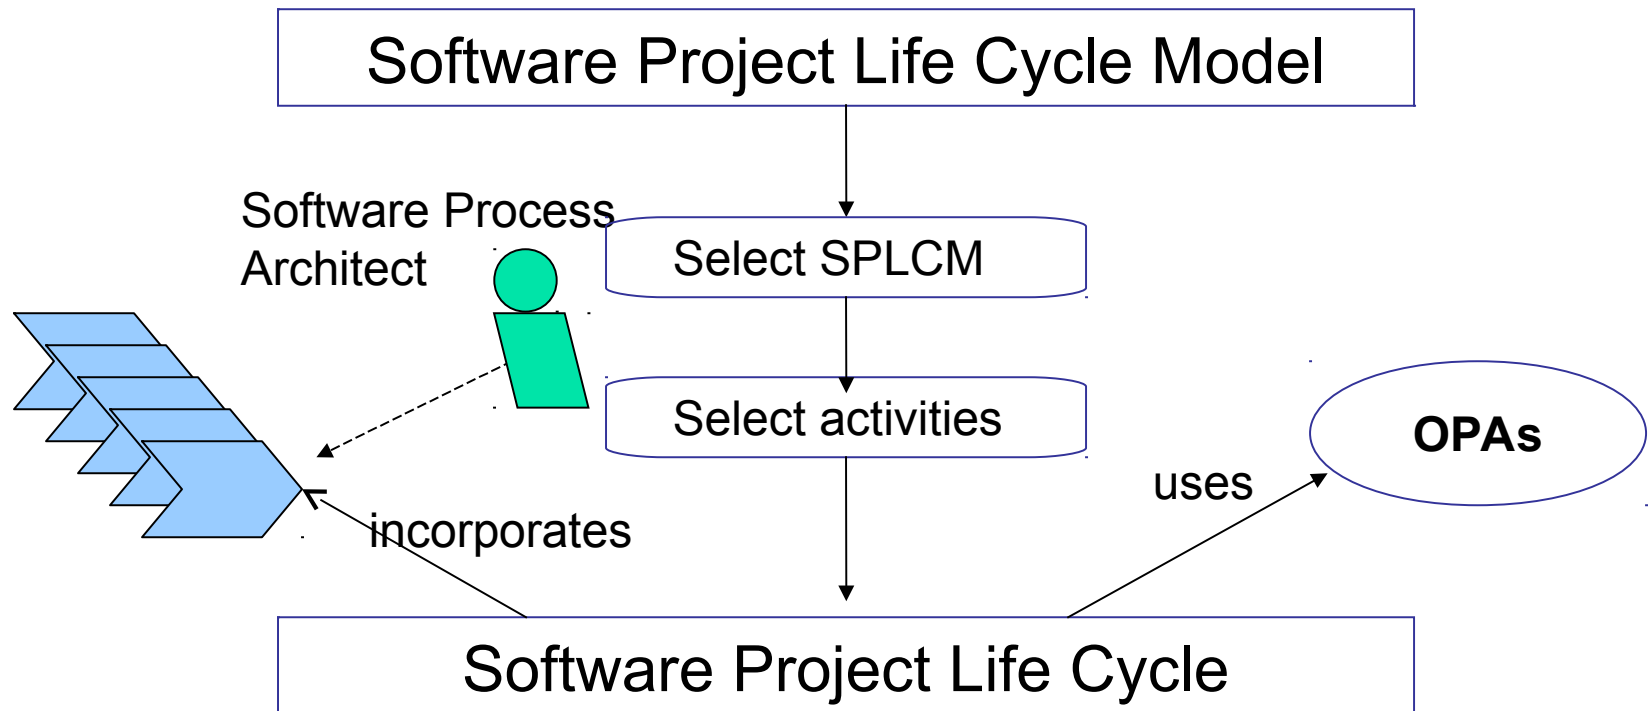 Software Project Life Cycle Model
Software Process
Architect
Select SPLCM
Select activities
OPAs
uses
incorporates
Software Project Life Cycle